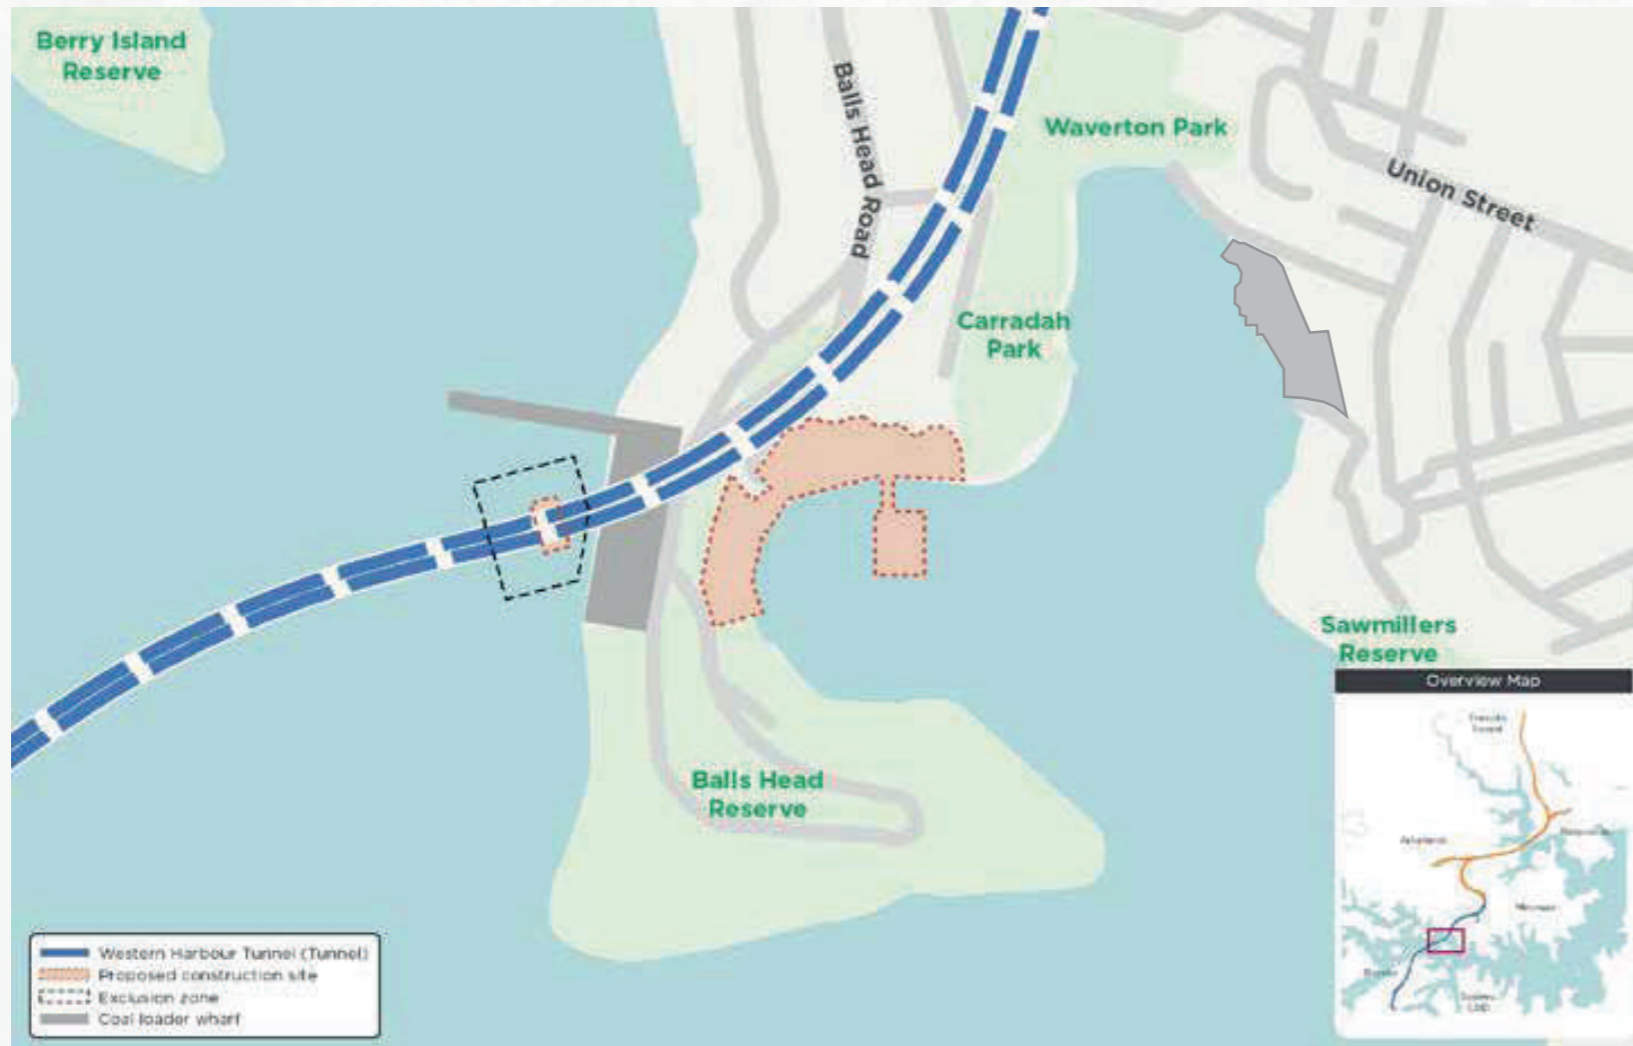 Berry Island
Reserve
Balls Head Road
Waverton Park
Union Street
Carradah
Park
Sawmillers
Reserve
Balls Head
Reserve
Overview Map
Western Harbour Tunnel (Tunnel)
Proposed construction site
Exclusion zone
Coal loader wharf